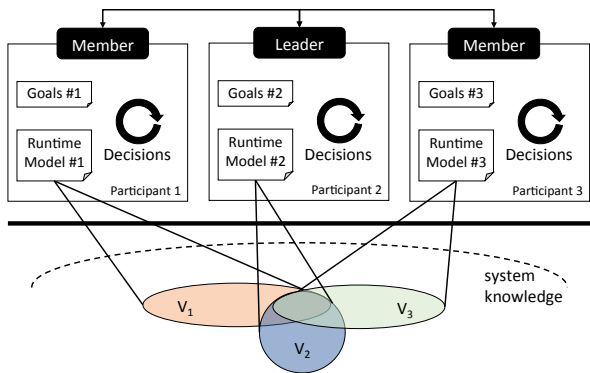 Member
Leader
Member
Goals #1
Goals #2
Goals #3
Runtime
Model #1
Decisions
Runtime
Model #2
Decisions
Runtime
Model #3
Decisions
Participant 1
Participant 2
Participant 3
system
knowledge
V1
V2
V3